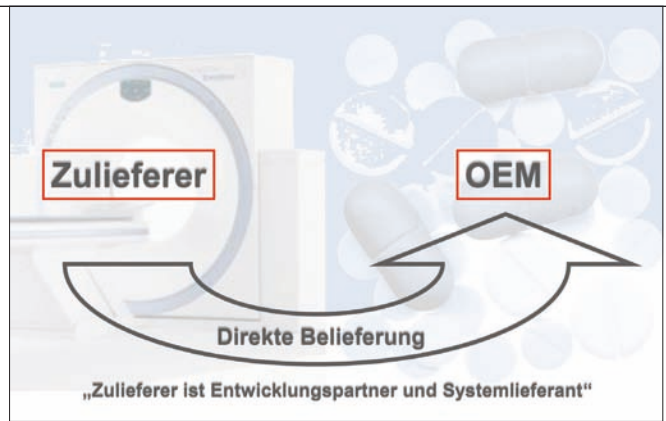 Zulieferer
OEM
Direkte Belieferung
„Zulieferer ist Entwicklungspartner und Systemlieferant“